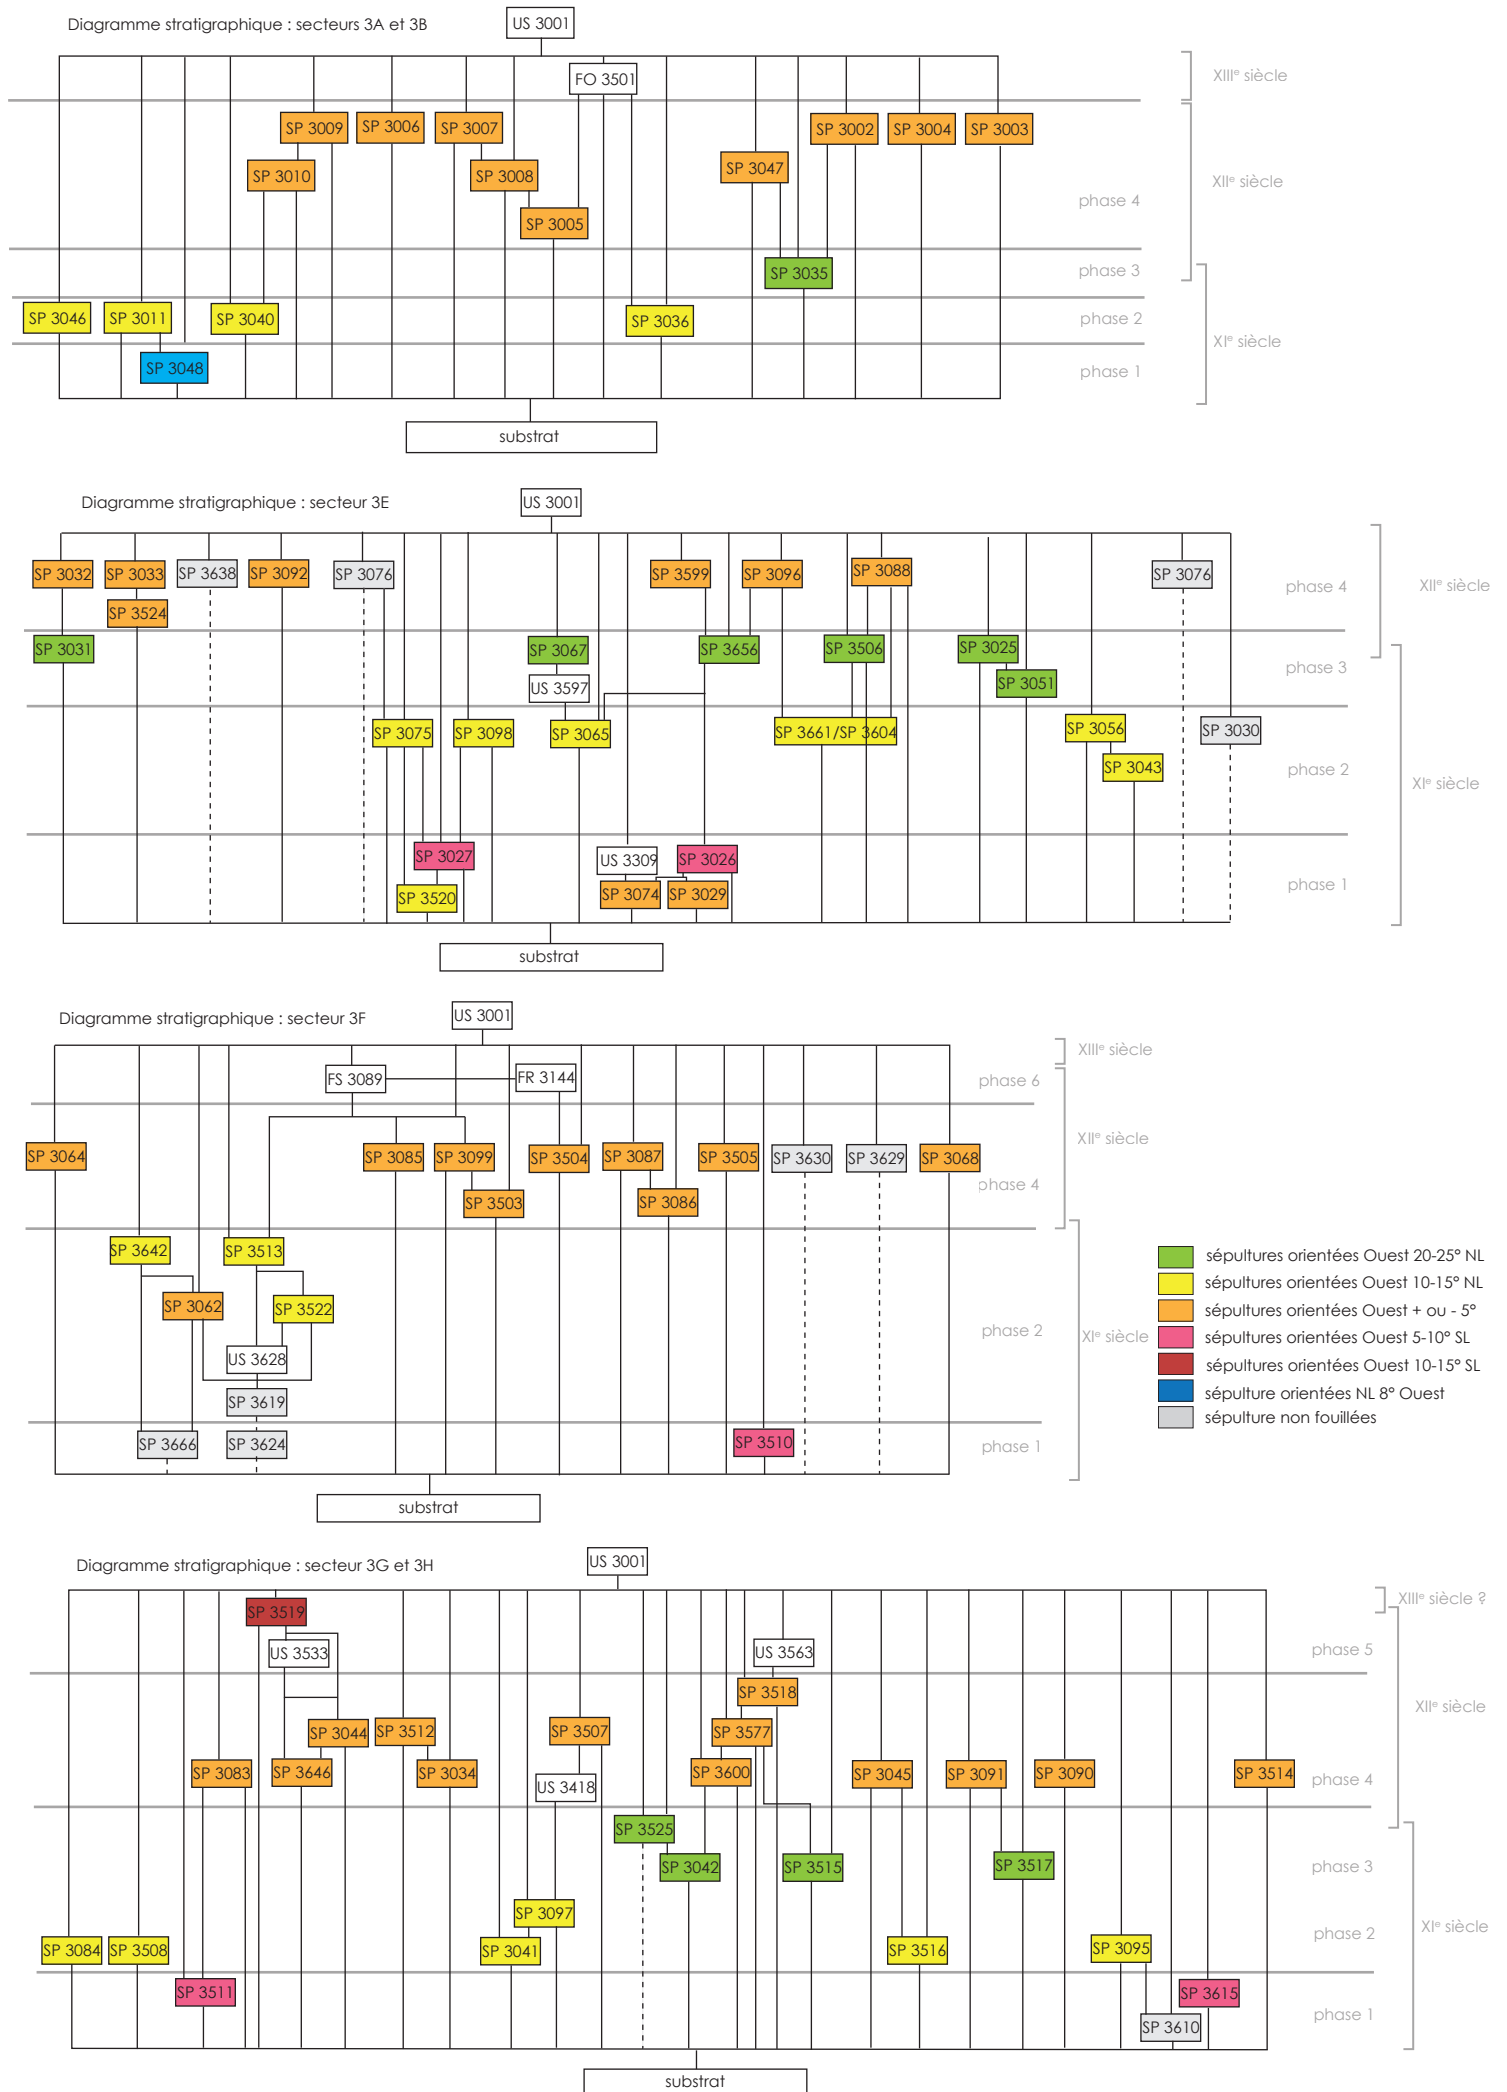 Diagramme stratigraphique : secteurs 3A et 3B
US 3001
FO 3501
XIIIe siècle
SP 3009
SP 3006
SP 3007
SP 3002
SP 3004
SP 3003
SP 3010
SP 3008
SP 3047
XIIe siècle
phase 4
SP 3005
SP 3035
phase 3
SP 3046
SP 3011
SP 3040
SP 3036
phase 2
XIe siècle
SP 3048
phase 1
substrat
Diagramme stratigraphique : secteur 3E
US 3001
SP 3032
SP 3033
SP 3638
SP 3092
SP 3076
SP 3599
SP 3096
SP 3088
SP 3076
phase 4
XIIe siècle
SP 3524
SP 3031
SP 3067
SP 3656
SP 3506
SP 3025
phase 3
US 3597
SP 3051
SP 3075
SP 3098
SP 3065
SP 3661/SP 3604
SP 3056
SP 3030
SP 3043
phase 2
XIe siècle
SP 3027
US 3309
SP 3026
SP 3520
SP 3074
SP 3029
phase 1
substrat
Diagramme stratigraphique : secteur 3F
US 3001
XIIIe siècle
FS 3089
FR 3144
phase 6
XIIe siècle
SP 3064
SP 3085
SP 3099
SP 3504
SP 3087
SP 3505
SP 3630
SP 3629
SP 3068
phase 4
SP 3503
SP 3086
SP 3642
SP 3513
SP 3062
SP 3522
phase 2
XIe siècle
US 3628
SP 3619
SP 3666
SP 3624
SP 3510
phase 1
substrat
sépultures orientées Ouest 20-25° NL
sépultures orientées Ouest 10-15° NL
sépultures orientées Ouest + ou - 5°
sépultures orientées Ouest 5-10° SL
sépultures orientées Ouest 10-15° SL
sépulture orientées NL 8° Ouest
sépulture non fouillées
Diagramme stratigraphique : secteur 3G et 3H
US 3001
XIIIe siècle ?
SP 3519
US 3533
US 3563
phase 5
SP 3518
XIIe siècle
SP 3044
SP 3512
SP 3507
SP 3577
SP 3083
SP 3646
SP 3034
US 3418
SP 3600
SP 3045
SP 3091
SP 3090
SP 3514
phase 4
SP 3525
SP 3042
SP 3515
SP 3517
phase 3
SP 3097
SP 3084
SP 3508
SP 3041
SP 3516
SP 3095
phase 2
XIe siècle
SP 3511
SP 3615
phase 1
SP 3610
substrat